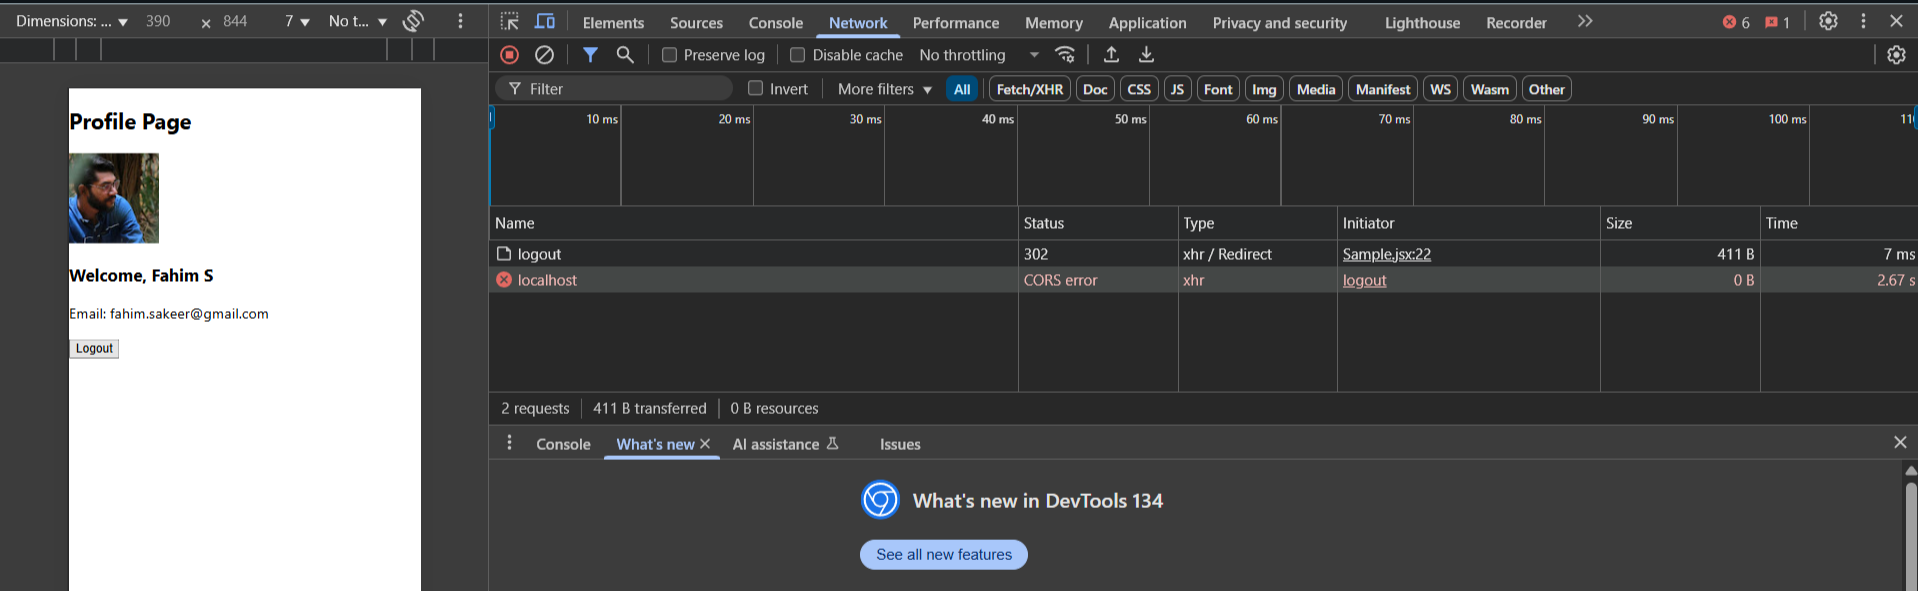 Dimensions: ... 390 × 844 7 No t...
Elements Sources Console Network Performance Memory Application Privacy and security Lighthouse Recorder 6 1
Preserve log Disable cache No throttling
Filter Invert More filters All Fetch/XHR Doc CSS JS Font Img Media Manifest WS Wasm Other
10 ms 20 ms 30 ms 40 ms 50 ms 60 ms 70 ms 80 ms 90 ms 100 ms 11
Profile Page
Welcome, Fahim S
Email: fahim.sakeer@gmail.com
Logout
Name Status Type Initiator Size Time
logout 302 xhr / Redirect Sample.jsx:22 411 B 7 ms
localhost CORS error xhr logout 0 B 2.67 s
2 requests 411 B transferred 0 B resources
Console What's new AI assistance Issues
What's new in DevTools 134
See all new features